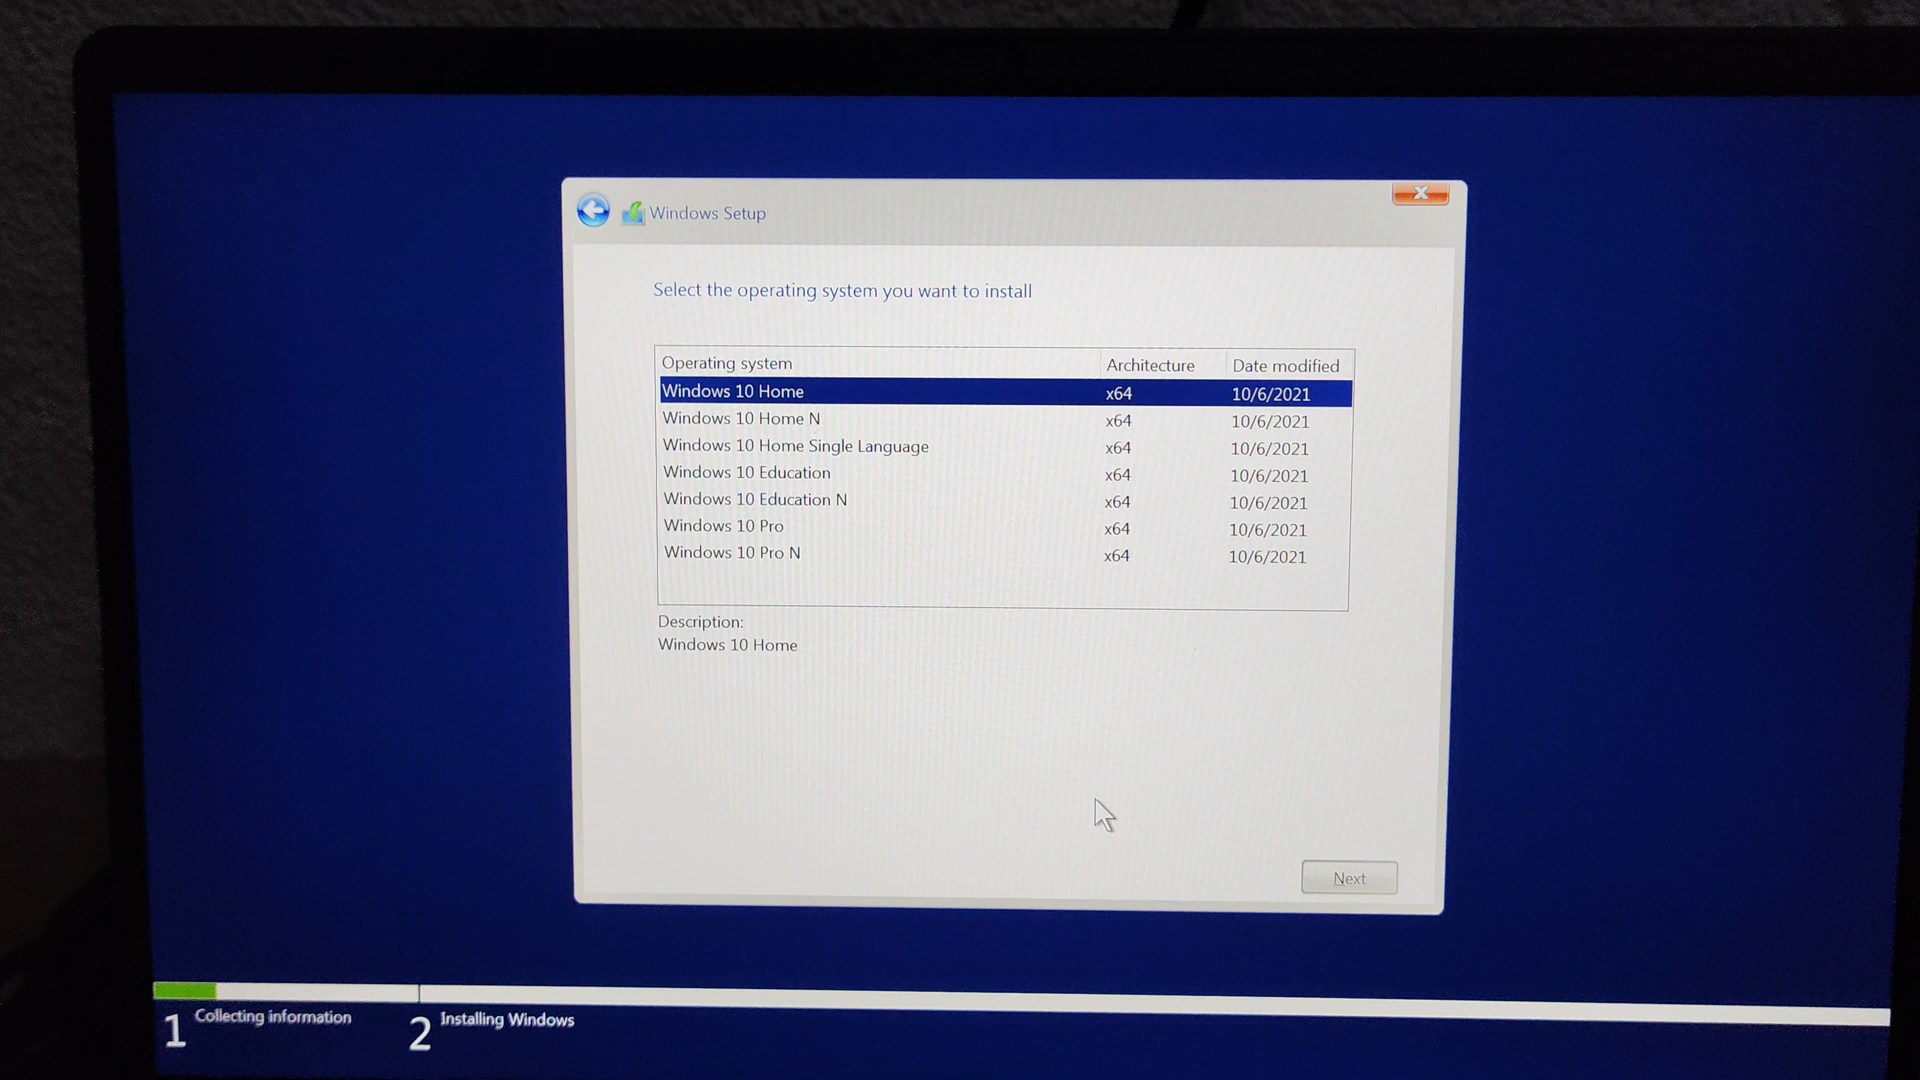 Windows Setup
Select the operating system you want to install
Operating system Architecture Date modified
Windows 10 Home x64 10/6/2021
Windows 10 Home N x64 10/6/2021
Windows 10 Home Single Language x64 10/6/2021
Windows 10 Education x64 10/6/2021
Windows 10 Education N x64 10/6/2021
Windows 10 Pro x64 10/6/2021
Windows 10 Pro N x64 10/6/2021
Description:
Windows 10 Home
Next
1 Collecting information 2 Installing Windows